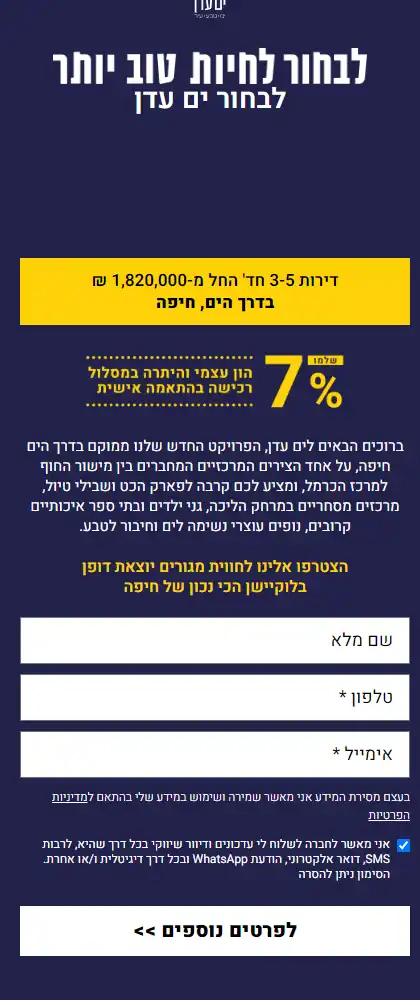 ים עדן
ים • טבע • עיר
לבחור לחיות טוב יותר
לבחור ים עדן
דירות 3-5 חד' החל מ-1,820,000 ₪
בדרך הים, חיפה
שלמו
7%
הון עצמי והיתרה במסלול
רכישה בהתאמה אישית
ברוכים הבאים לים עדן, הפרויקט החדש שלנו ממוקם בדרך הים
חיפה, על אחד הצירים המרכזיים המחברים בין מישור החוף
למרכז הכרמל, ומציע לכם קרבה לפארק הכט ושבילי טיול,
מרכזים מסחריים במרחק הליכה, גני ילדים ובתי ספר איכותיים
קרובים, נופים עוצרי נשימה לים וחיבור לטבע.
הצטרפו אלינו לחווית מגורים יוצאת דופן
בלוקיישן הכי נכון של חיפה
שם מלא
טלפון *
אימייל *
בעצם מסירת המידע אני מאשר שמירה ושימוש במידע שלי בהתאם למדיניות
הפרטיות
אני מאשר לחברה לשלוח לי עדכונים ודיוור שיווקי בכל דרך שהיא, לרבות
SMS, דואר אלקטרוני, הודעת WhatsApp ובכל דרך דיגיטלית ו/או אחרת.
הסימון ניתן להסרה
לפרטים נוספים >>